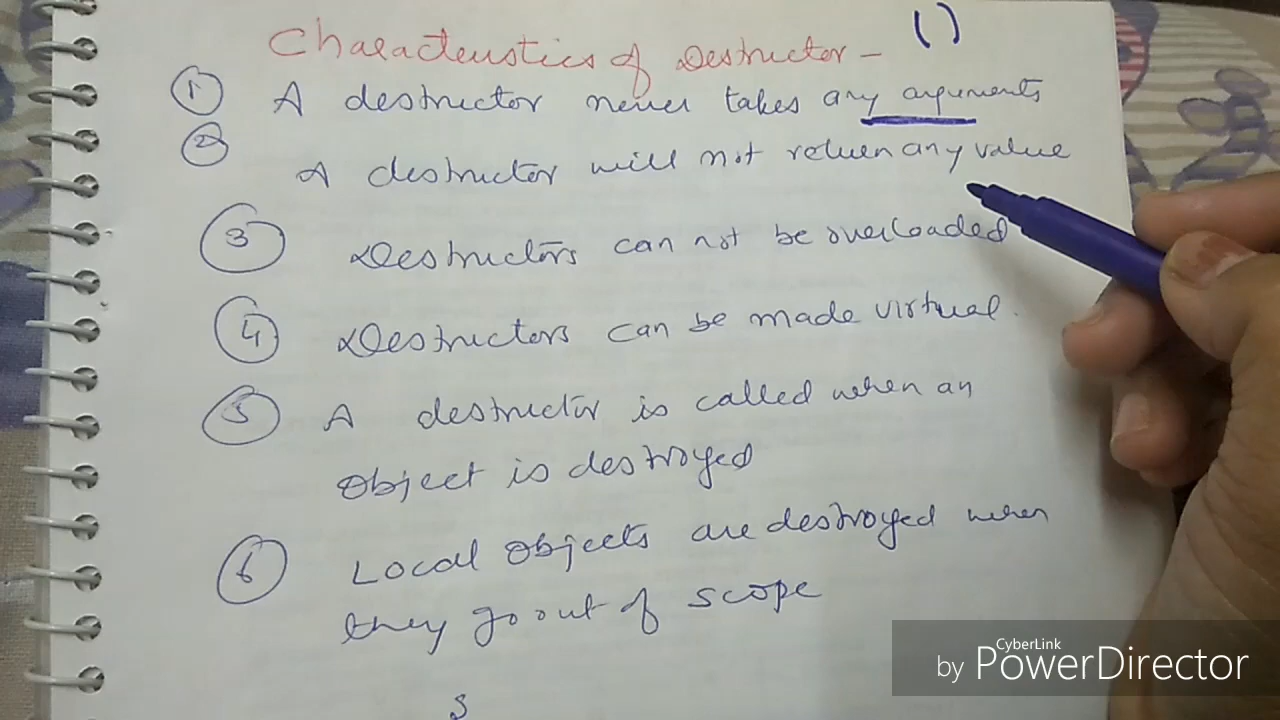 Characteristics of Destructor – ()
① A destructor never takes any arguments
② A destructor will not return any value
③ Destructors can not be overloaded
④ Destructors can be made virtual.
⑤ A destructor is called when an
object is destroyed
⑥ Local objects are destroyed when
they go out of scope
S
CyberLink
by PowerDirector